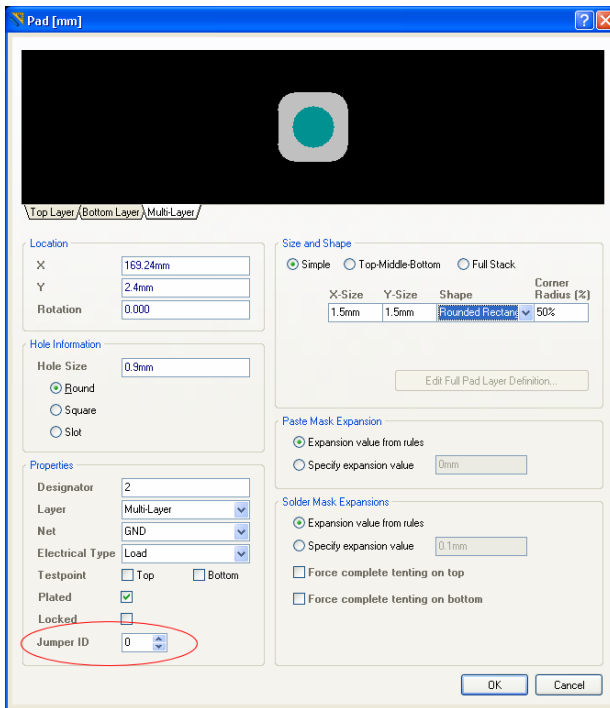 Pad [mm]
Top Layer Bottom Layer Multi-Layer
Location
X 169.24mm
Y 2.4mm
Rotation 0.000
Hole Information
Hole Size 0.9mm
Round
Square
Slot
Properties
Designator 2
Layer Multi-Layer
Net GND
Electrical Type Load
Testpoint Top Bottom
Plated
Locked
Jumper ID 0
Size and Shape
Simple Top-Middle-Bottom Full Stack
X-Size Y-Size Shape Corner Radius (%)
1.5mm 1.5mm Rounded Rectang 50%
Edit Full Pad Layer Definition...
Paste Mask Expansion
Expansion value from rules
Specify expansion value 0mm
Solder Mask Expansions
Expansion value from rules
Specify expansion value 0.1mm
Force complete tenting on top
Force complete tenting on bottom
OK Cancel